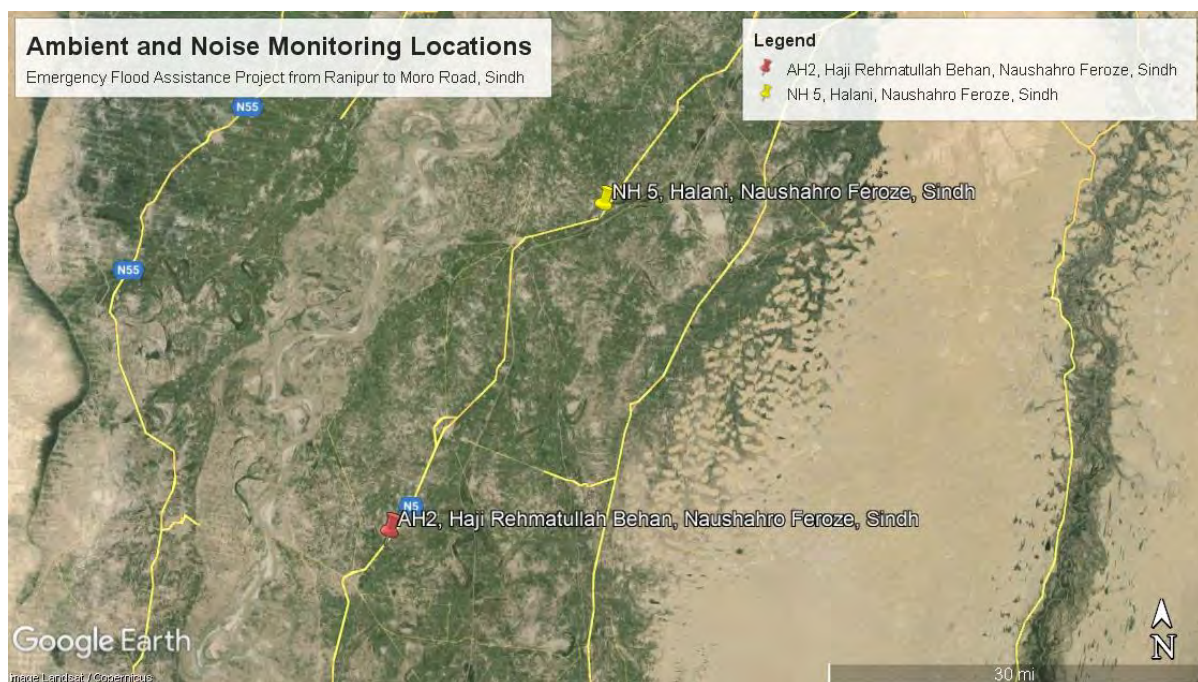 Ambient and Noise Monitoring Locations
Emergency Flood Assistance Project from Ranipur to Moro Road, Sindh
Legend
AH2, Haji Rehmatullah Behan, Naushahro Feroze, Sindh
NH 5, Halani, Naushahro Feroze, Sindh
N55
NH 5, Halani, Naushahro Feroze, Sindh
N55
N5
AH2, Haji Rehmatullah Behan, Naushahro Feroze, Sindh
Google Earth
Image Landsat / Copernicus
N
30 mi